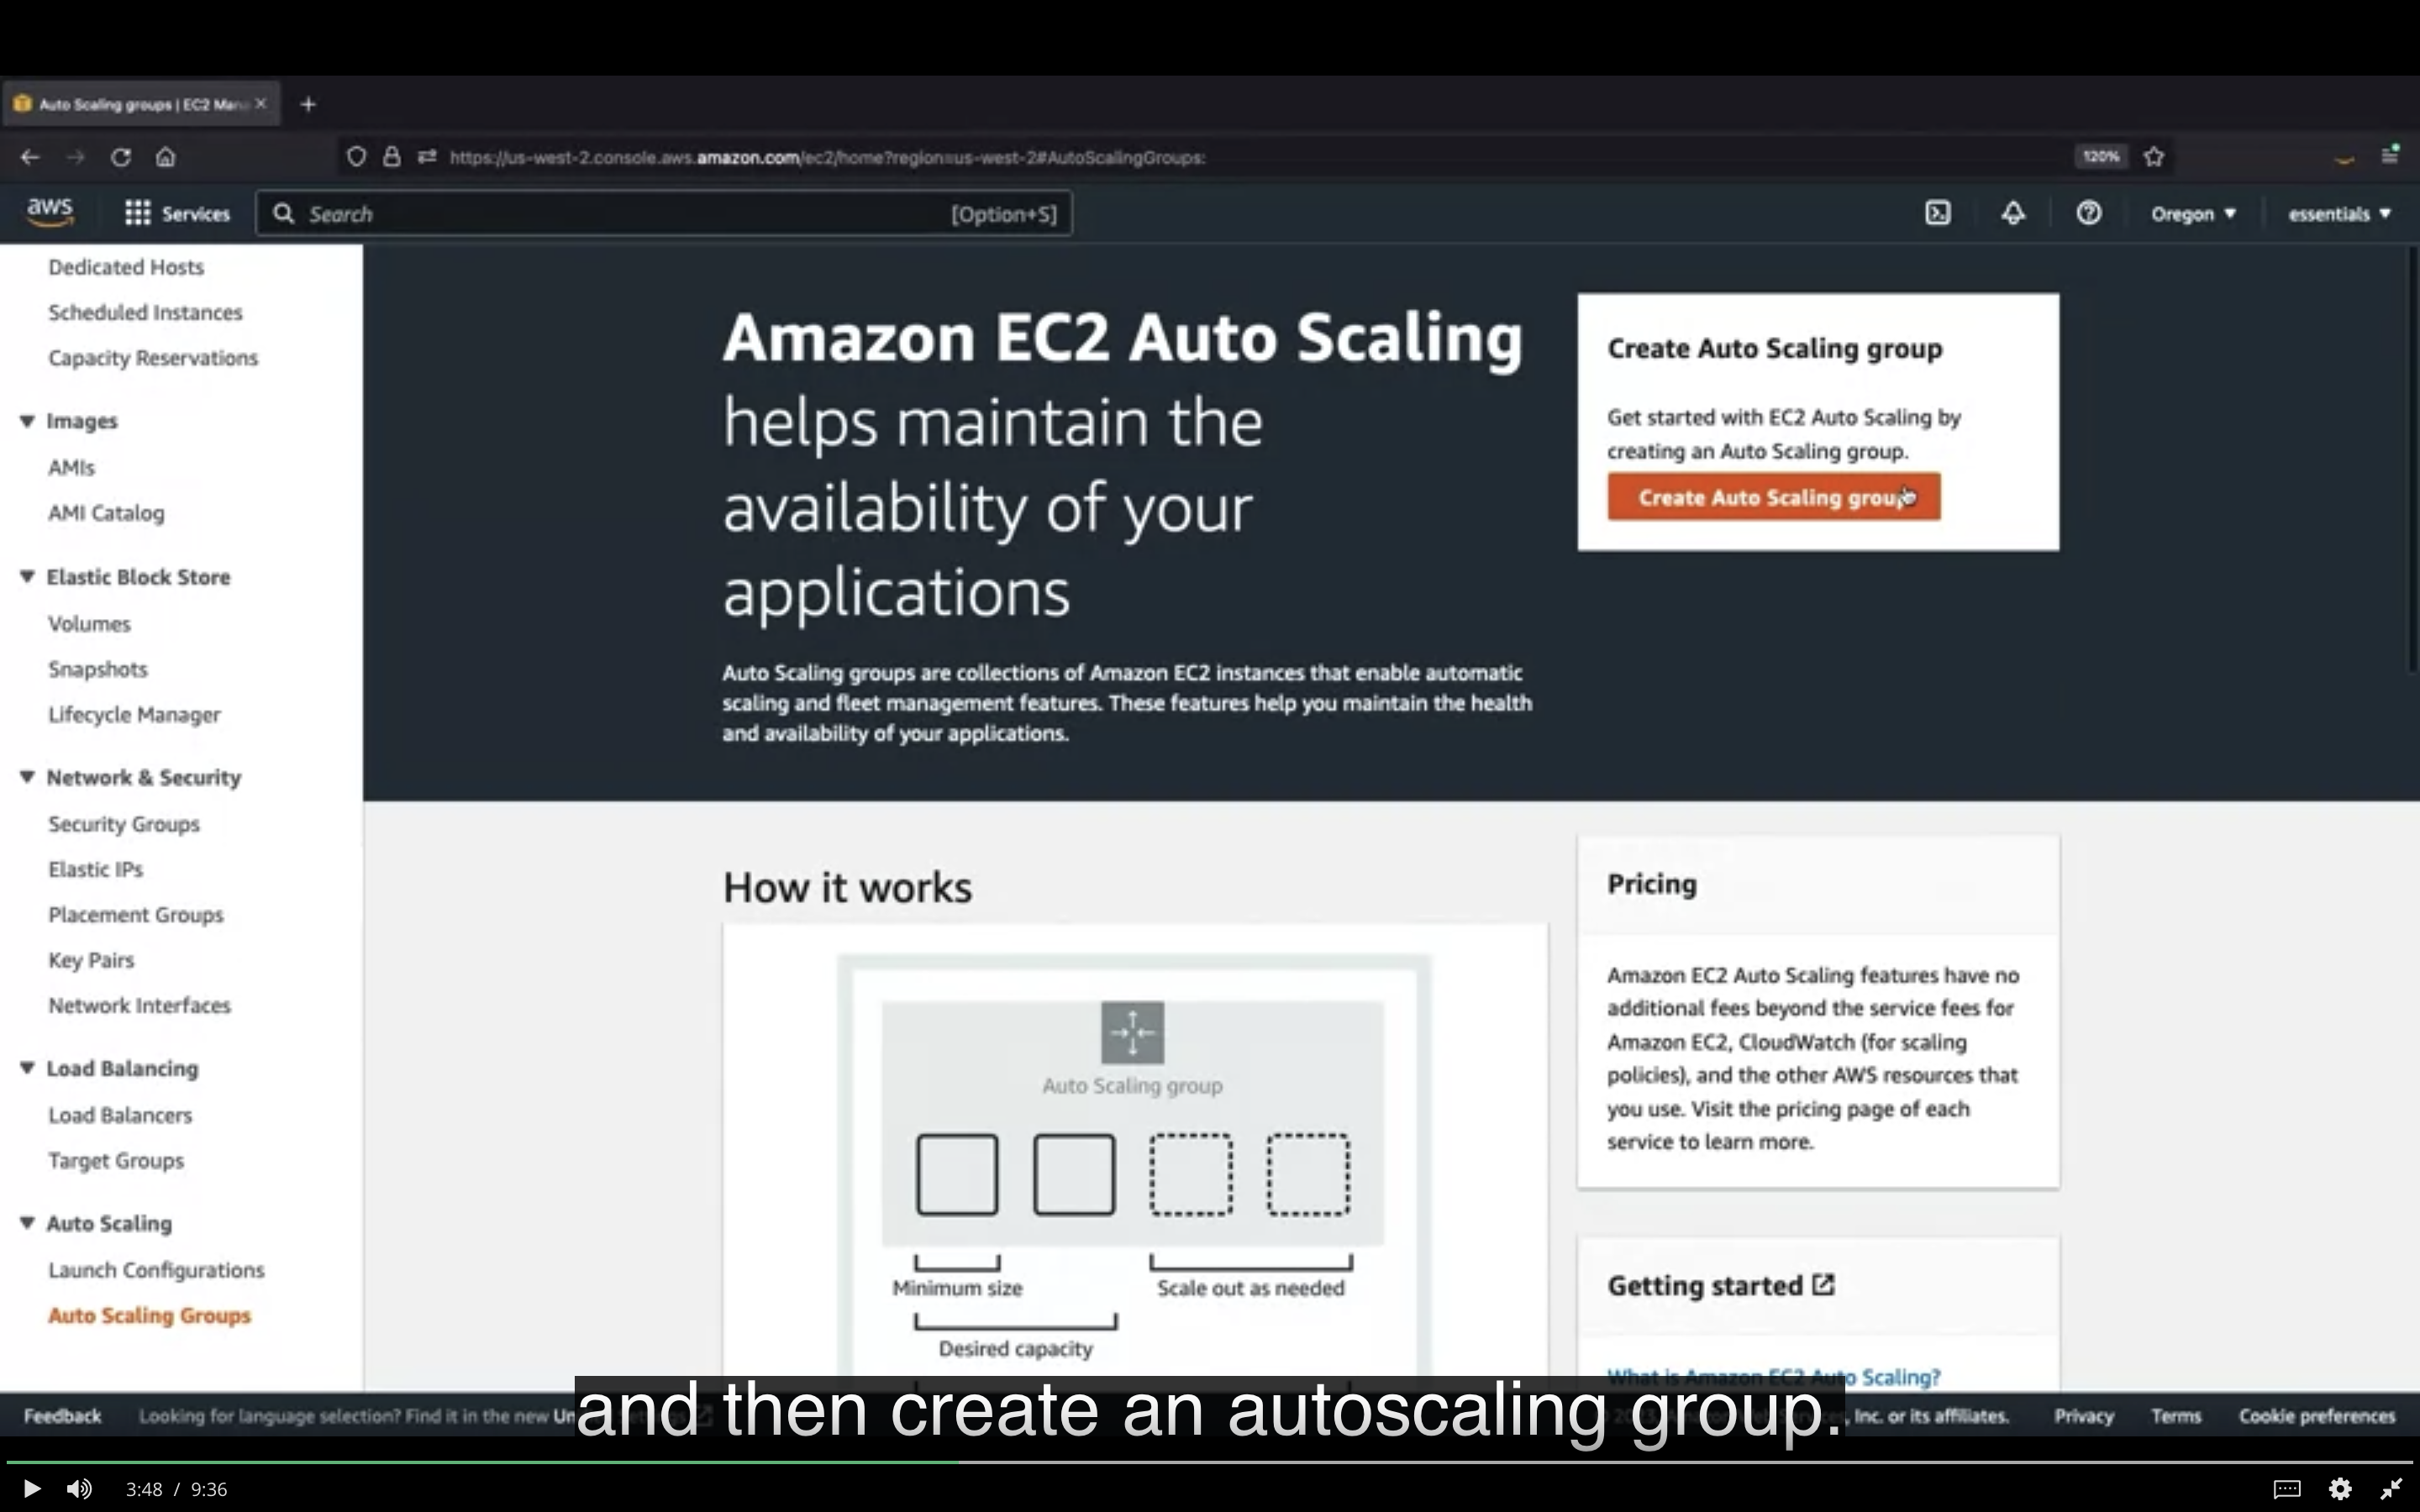 Auto Scaling groups | EC2 Man
https://us-west-2.console.aws.amazon.com/ec2/home?region=us-west-2#AutoScalingGroups:
120%
aws
Services
Search
[Option+S]
Oregon
essentials
Dedicated Hosts
Scheduled Instances
Capacity Reservations
Images
AMIs
AMI Catalog
Elastic Block Store
Volumes
Snapshots
Lifecycle Manager
Network & Security
Security Groups
Elastic IPs
Placement Groups
Key Pairs
Network Interfaces
Load Balancing
Load Balancers
Target Groups
Auto Scaling
Launch Configurations
Auto Scaling Groups
Amazon EC2 Auto Scaling
helps maintain the
availability of your
applications
Auto Scaling groups are collections of Amazon EC2 instances that enable automatic
scaling and fleet management features. These features help you maintain the health
and availability of your applications.
Create Auto Scaling group
Get started with EC2 Auto Scaling by
creating an Auto Scaling group.
Create Auto Scaling group
How it works
Auto Scaling group
Minimum size
Scale out as needed
Desired capacity
Pricing
Amazon EC2 Auto Scaling features have no
additional fees beyond the service fees for
Amazon EC2, CloudWatch (for scaling
policies), and the other AWS resources that
you use. Visit the pricing page of each
service to learn more.
Getting started
What is Amazon EC2 Auto Scaling?
and then create an autoscaling group.
Feedback
Looking for language selection? Find it in the new Un
, Inc. or its affiliates.
Privacy
Terms
Cookie preferences
3:48 / 9:36